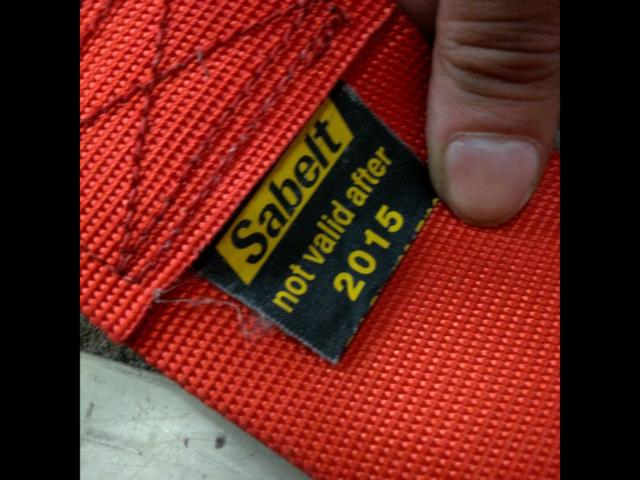 Sabelt
not valid after
2015